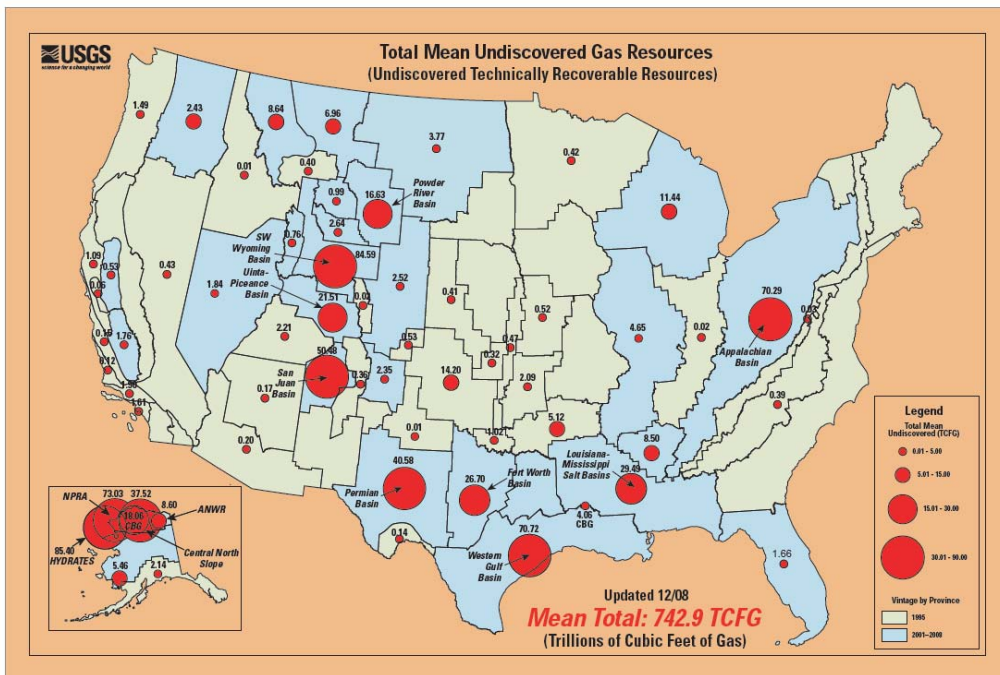 USGS
science for a changing world
Total Mean Undiscovered Gas Resources
(Undiscovered Technically Recoverable Resources)
1.49
2.43
8.64
6.96
3.77
0.42
11.44
0.01
0.40
0.99
16.63
Powder
River
Basin
2.64
0.76
SW
Wyoming
Basin
84.59
Uinta-
Piceance
Basin
21.51
0.02
2.52
0.41
0.52
1.09
0.53
0.06
0.43
1.84
2.21
0.53
0.47
0.32
4.65
0.02
70.29
Appalachian
Basin
1.76
0.12
1.61
0.17
San
Juan
Basin
50.48
0.36
2.35
14.20
2.09
0.39
0.20
0.01
1.02
5.12
8.50
40.58
Permian
Basin
26.70
Fort Worth
Basin
Louisiana-
Mississippi
Salt Basins
29.49
4.06
CBG
0.14
70.72
Western
Gulf
Basin
1.66
NPRA
73.03
37.52
8.60
18.06
CBG
ANWR
85.40
HYDRATES
Central North
Slope
5.46
2.14
Updated 12/08
Mean Total: 742.9 TCFG
(Trillions of Cubic Feet of Gas)
Legend
Total Mean
Undiscovered (TCFG)
0.01 - 5.00
5.01 - 15.00
15.01 - 30.00
30.01 - 90.00
Vintage by Province
1995
2001-2008